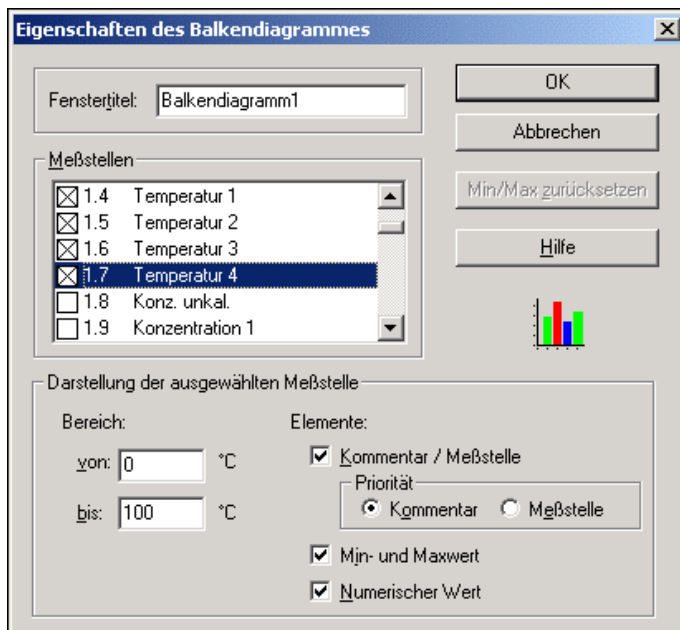 Eigenschaften des Balkendiagrammes
Fenstertitel: Balkendiagramm1
OK
Abbrechen
Min/Max zurücksetzen
Hilfe
Meßstellen
1.4 Temperatur 1
1.5 Temperatur 2
1.6 Temperatur 3
1.7 Temperatur 4
1.8 Konz. unkal.
1.9 Konzentration 1
Darstellung der ausgewählten Meßstelle
Bereich:
von: 0 °C
bis: 100 °C
Elemente:
Kommentar / Meßstelle
Priorität
Kommentar Meßstelle
Min- und Maxwert
Numerischer Wert